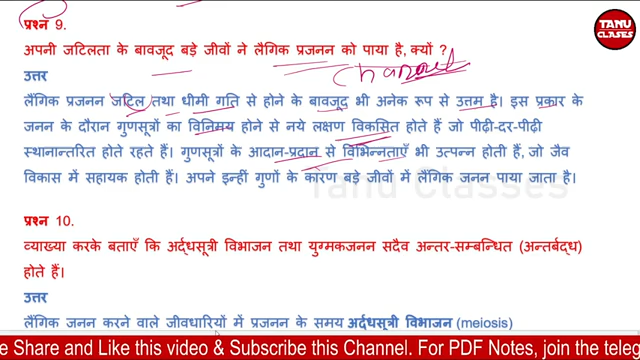 प्रश्न 9.
TANU
CLASSES
अपनी जटिलता के बावजूद बड़े जीवों ने लैगिक प्रजनन को पाया है, क्यों ?
उत्तर
लैंगिक प्रजनन जटिल तथा धीमी गति से होने के बावजूद भी अनेक रूप से उत्तम है। इस प्रकार के
जनन के दौरान गुणसूत्रों का विनिमय होने से नये लक्षण विकसित होते हैं जो पीढ़ी-दर-पीढ़ी
स्थानान्तरित होते रहते हैं। गुणसूत्रों के आदान-प्रदान से विभिन्नताएँ भी उत्पन्न होती हैं, जो जैव
विकास में सहायक होती हैं। अपने इन्हीं गुणों के कारण बड़े जीवों में लैगिक जनन पाया जाता है।
Tanu Classes
प्रश्न 10.
व्याख्या करके बताएँ कि अर्द्धसूत्री विभाजन तथा युग्मकजनन सदैव अन्तर-सम्बन्धित (अन्तर्बद्ध)
होते हैं।
उत्तर
लैगिक जनन करने वाले जीवधारियों में प्रजनन के समय अर्द्धसूत्री विभाजन (meiosis)
e Share and Like this video & Subscribe this Channel. For PDF Notes, join the teleg